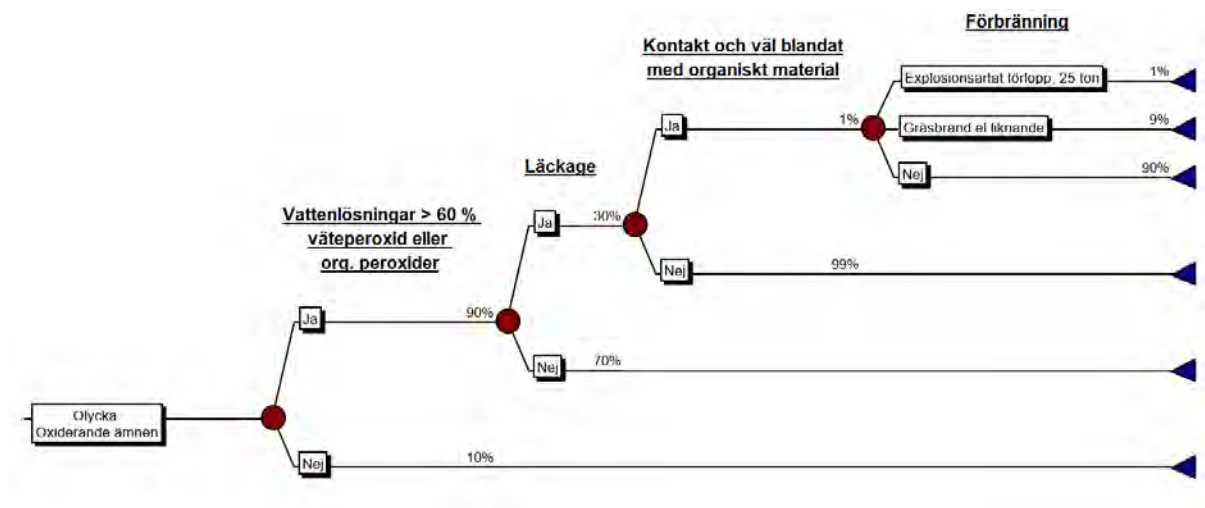 Förbränning
Kontakt och väl blandat
med organiskt material
Explosionsartat förlopp, 25 ton
1%
Ja
1%
Gräsbrand el liknande
9%
Läckage
Nej
90%
Vattenlösningar > 60 %
väteperoxid eller
org. peroxider
Ja
30%
Nej
99%
Ja
90%
Nej
70%
Olycka
Oxiderande ämnen
Nej
10%